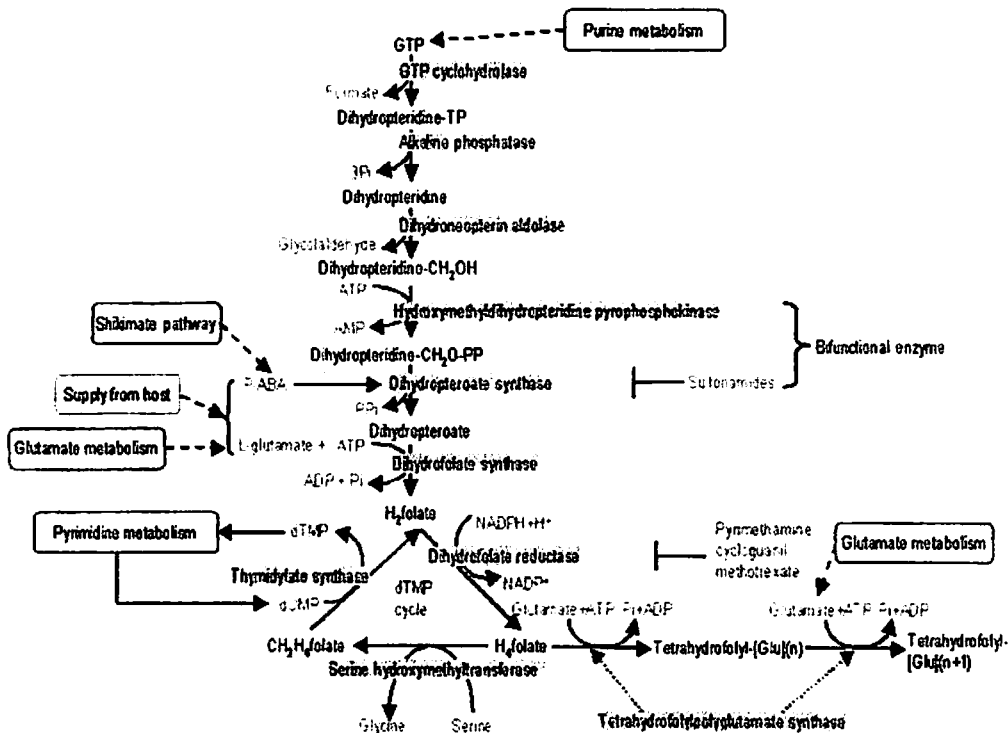 Purine metabolism
GTP
GTP cyclohydrolase
Dihydropteridine-TP
Alkaline phosphatase
3Pi
Dihydropteridine
Dihydroneopterin aldolase
Glycolaldehyde
Dihydropteridine-CH₂OH
ATP
Hydroxymethyldihydropteridine pyrophosphokinase
AMP
Shikimate pathway
Bifunctional enzyme
Dihydropteridine-CH₂O-PP
PABA
Dihydropteroate synthase
Sulfonamides
Supply from host
PPi
Dihydropteroate
Glutamate metabolism
L-glutamate + ATP
Dihydrofolate synthase
ADP + Pi
H₂folate
Pyrimidine metabolism
dTMP
NADPH+H⁺
Dihydrofolate reductase
NADP⁺
Pyrimethamine
cycloguanil
methotrexate
Glutamate metabolism
Thymidylate synthase
dUMP
dTMP
cycle
Glutamate+ATP Pi+ADP
Glutamate+ATP Pi+ADP
CH₂H₄folate
H₄folate
Tetrahydrofolyl-[Glu](n)
Tetrahydrofolyl-
[Glu](n+1)
Serine hydroxymethyltransferase
Glycine
Serine
Tetrahydrofolylpolyglutamate synthase